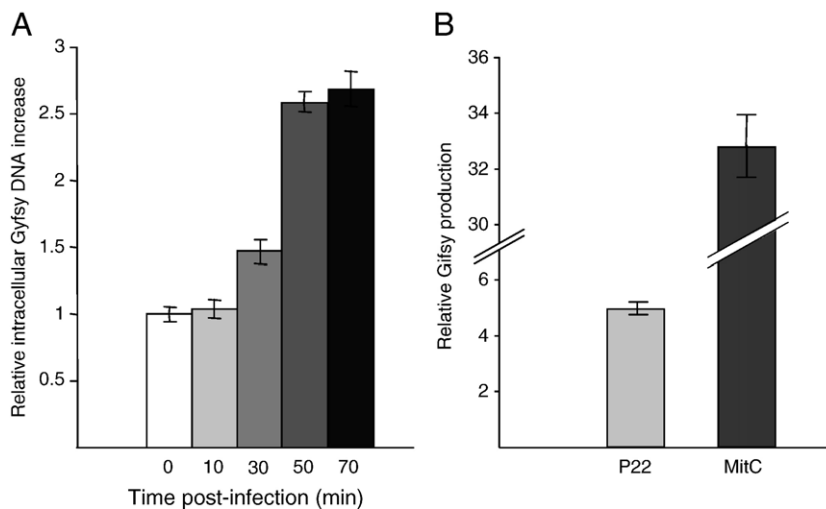 A
Relative intracellular Gyfsy DNA increase
3
2.5
2
1.5
1
0.5
0 10 30 50 70
Time post-infection (min)
B
Relative Gifsy production
36
34
32
30
6
4
2
P22 MitC